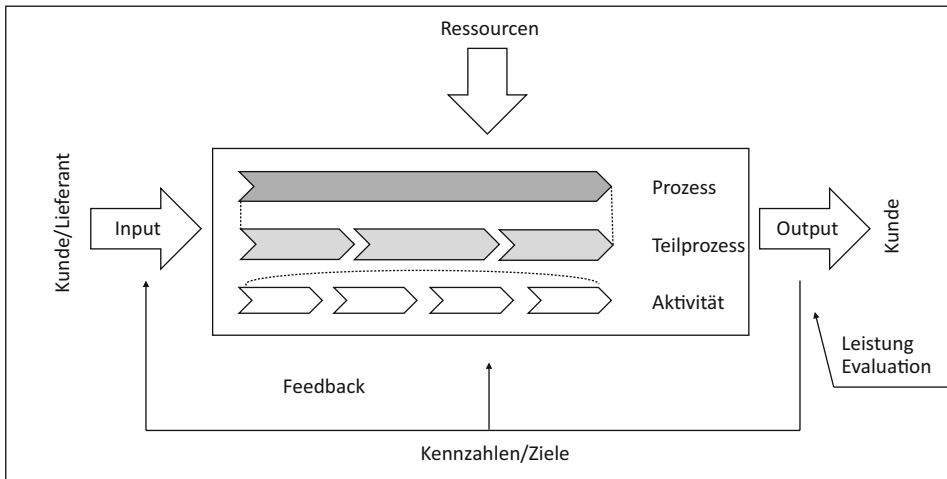 Ressourcen
Kunde/Lieferant
Input
Prozess
Teilprozess
Aktivität
Output
Kunde
Leistung
Evaluation
Feedback
Kennzahlen/Ziele